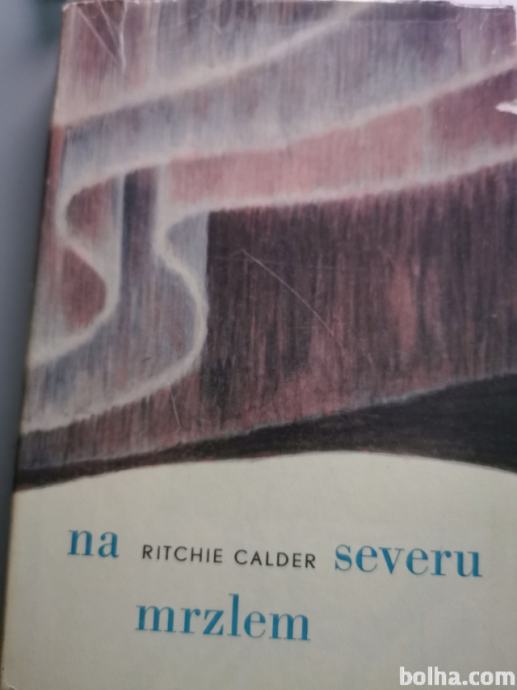 na RITCHIE CALDER severu
mrzlem
bolha.com